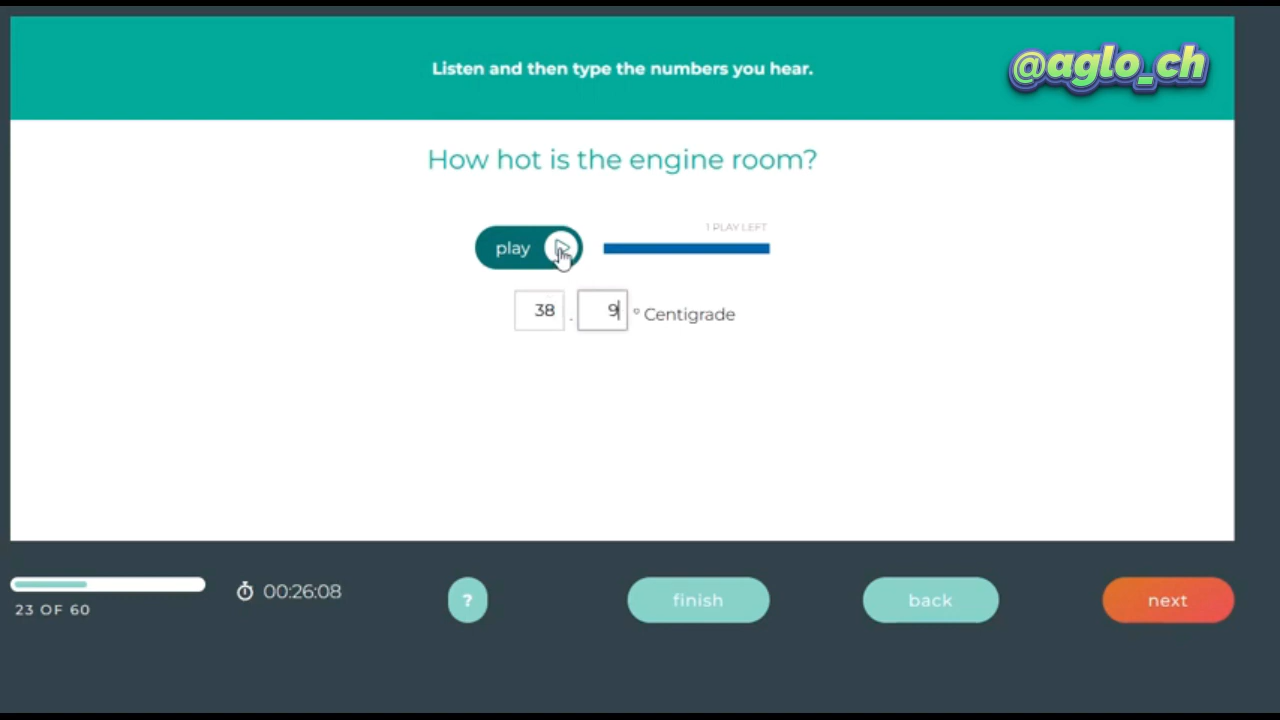 Listen and then type the numbers you hear.
@aglo_ch
How hot is the engine room?
1 PLAY LEFT
play
38 . 9 º Centigrade
23 OF 60
00:26:08
?
finish
back
next